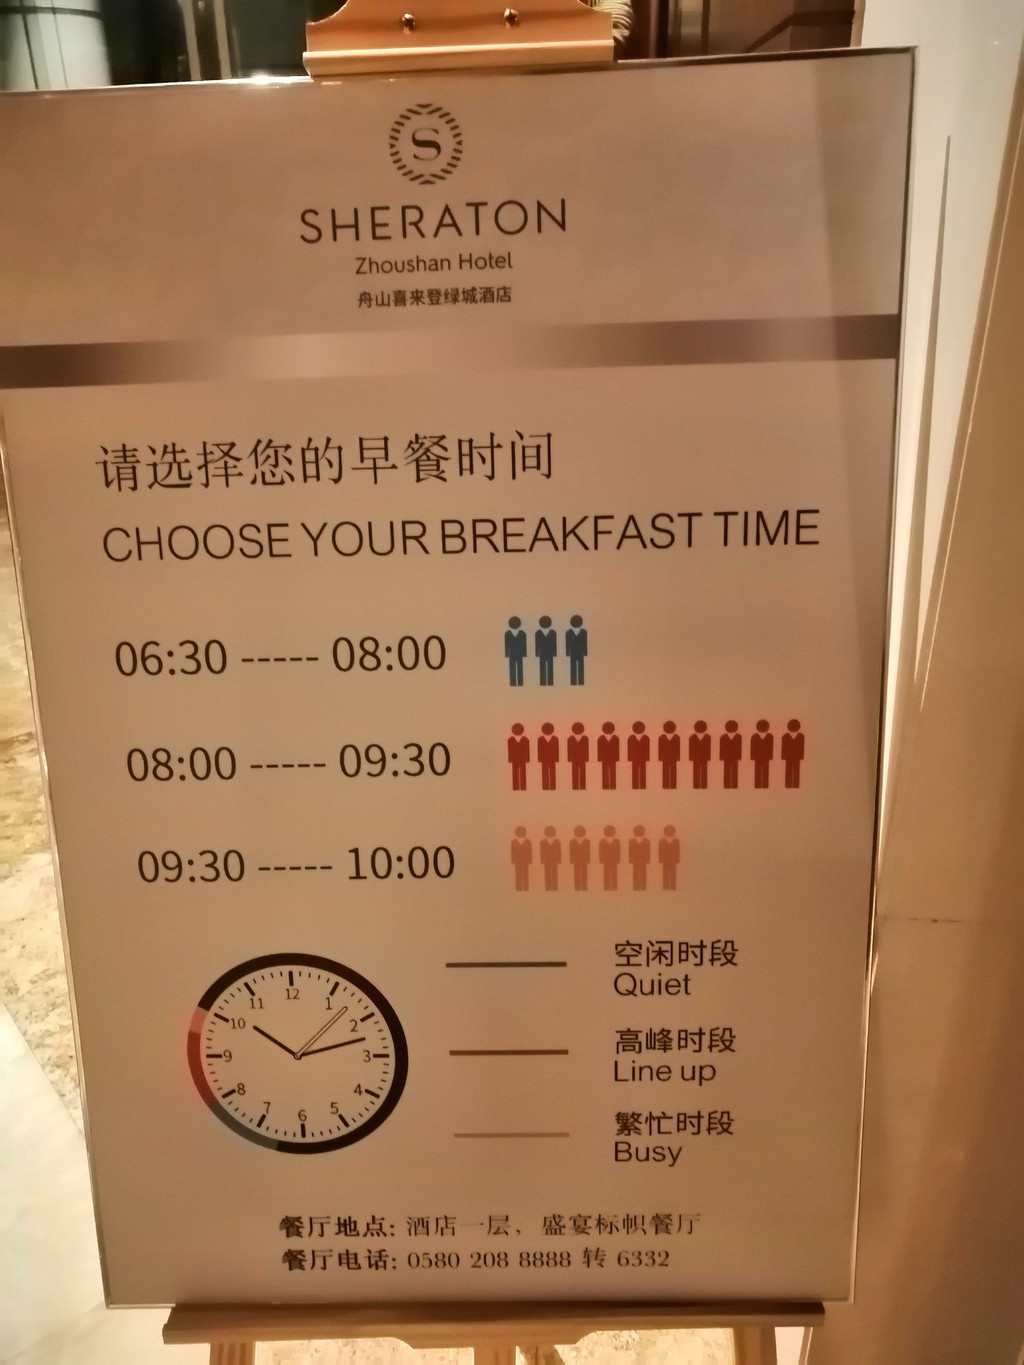 S
SHERATON
Zhoushan Hotel
舟山喜来登绿城酒店
请选择您的早餐时间
CHOOSE YOUR BREAKFAST TIME
06:30 ----- 08:00
08:00 ----- 09:30
09:30 ----- 10:00
12
1
2
3
4
5
6
7
8
9
10
11
空闲时段
Quiet
高峰时段
Line up
繁忙时段
Busy
餐厅地点: 酒店一层，盛宴标帜餐厅
餐厅电话: 0580 208 8888 转 6332